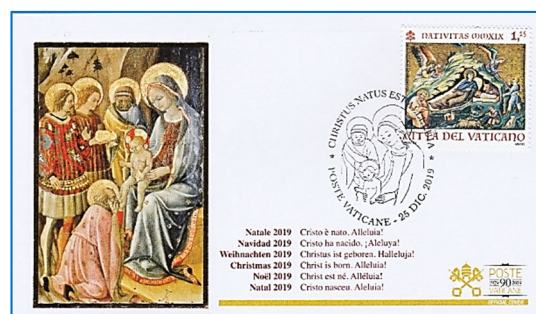 NATIVITAS MMXIX 1,15
CITTÀ DEL VATICANO
CHRISTUS NATUS EST
POSTE VATICANE - 25 DIC. 2019
Natale 2019 Cristo è nato. Alleluia!
Navidad 2019 Cristo ha nacido. ¡Aleluya!
Weihnachten 2019 Christus ist geboren. Halleluja!
Christmas 2019 Christ is born. Alleluia!
Noël 2019 Christ est né. Alléluia!
Natal 2019 Cristo nasceu. Aleluia!
POSTE
90
VATICANE
OFFICIAL COVER